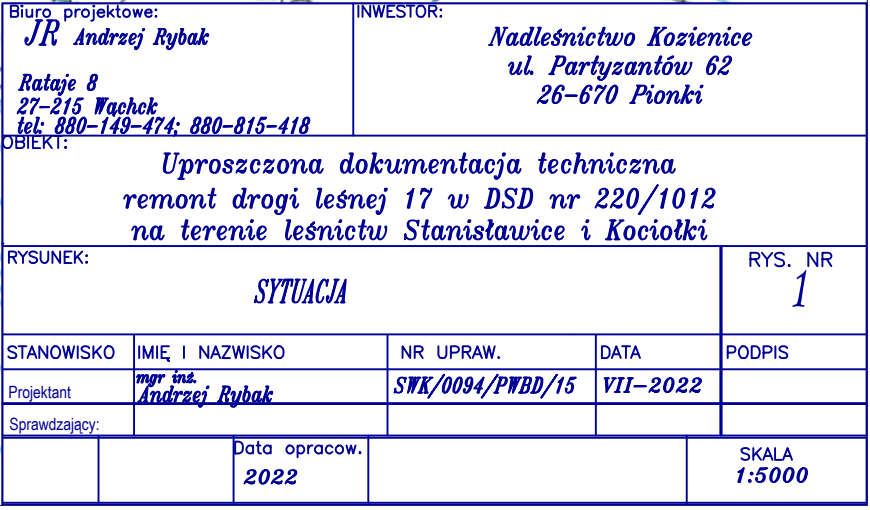 Biuro projektowe:
JR Andrzej Rybak
Rataje 8
27-215 Wąchck
tel: 880-149-474; 880-815-418
INWESTOR:
Nadleśnictwo Kozienice
ul. Partyzantów 62
26-670 Pionki
OBIEKT:
Uproszczona dokumentacja techniczna
remont drogi leśnej 17 w DSD nr 220/1012
na terenie leśnictw Stanisławice i Kociołki
RYSUNEK:
SYTUACJA
RYS. NR
1
STANOWISKO IMIĘ I NAZWISKO NR UPRAW. DATA PODPIS
Projektant mgr inż. Andrzej Rybak SWK/0094/PWBD/15 VII-2022
Sprawdzający:
Data opracow.
2022
SKALA
1:5000